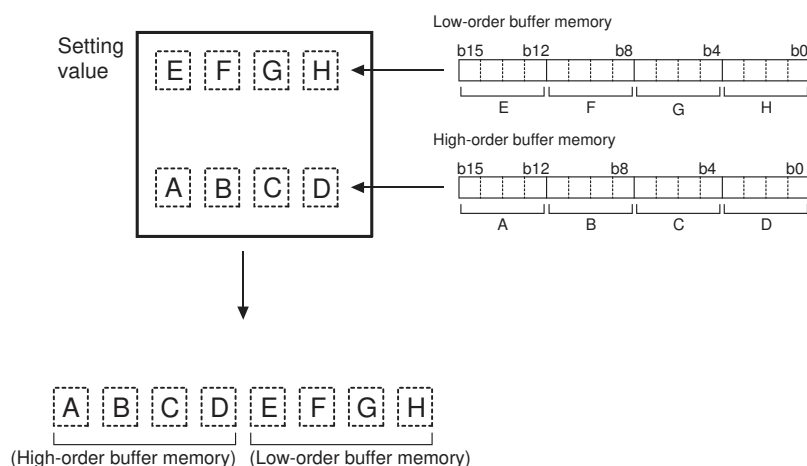 Setting
value
E F G H
A B C D
Low-order buffer memory
b15 b12 b8 b4 b0
E F G H
High-order buffer memory
b15 b12 b8 b4 b0
A B C D
A B C D E F G H
(High-order buffer memory) (Low-order buffer memory)